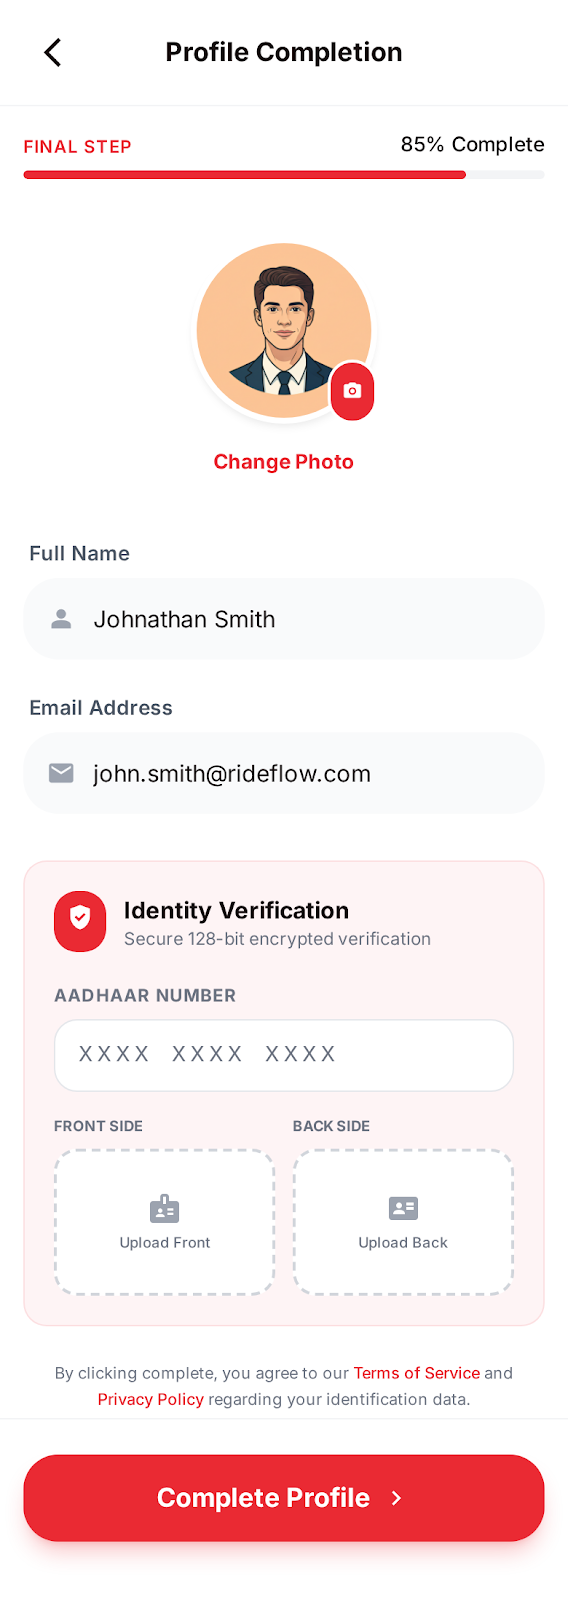 Profile Completion
FINAL STEP
85% Complete
Change Photo
Full Name
Johnathan Smith
Email Address
john.smith@rideflow.com
Identity Verification
Secure 128-bit encrypted verification
AADHAAR NUMBER
XXXX XXXX XXXX
FRONT SIDE
BACK SIDE
Upload Front
Upload Back
By clicking complete, you agree to our Terms of Service and
Privacy Policy regarding your identification data.
Complete Profile